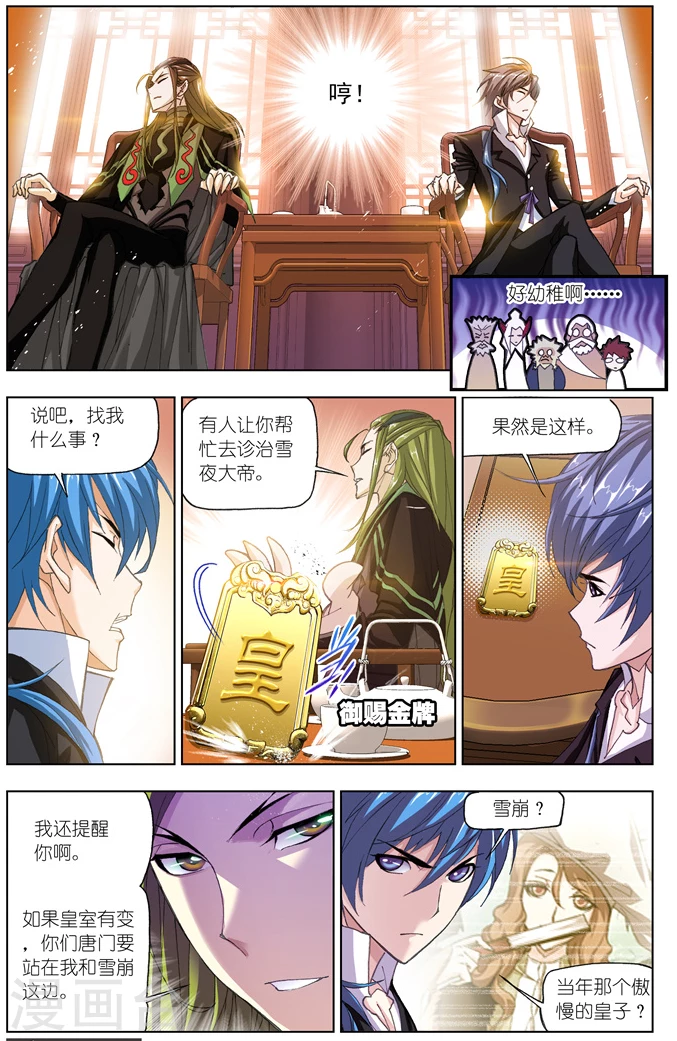 哼！
好幼稚啊……
说吧，找我
什么事？
有人让你帮
忙去诊治雪
夜大帝。
果然是这样。
皇
皇
御赐金牌
我还提醒
你啊。
如果皇室有变
，你们唐门要
站在我和雪崩
这边。
雪崩？
当年那个傲
慢的皇子？
漫画台